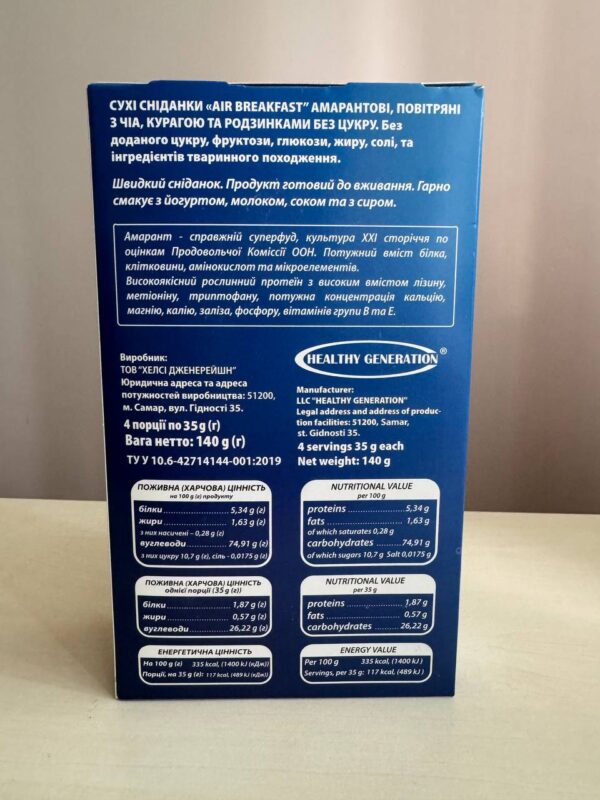 СУХІ СНІДАНКИ «AIR BREAKFAST” АМАРАНТОВІ, ПОВІТРЯНІ
З ЧІА, КУРАГОЮ ТА РОДЗИНКАМИ БЕЗ ЦУКРУ. Без
доданого цукру, фруктози, глюкози, жиру, солі, та
інгредієнтів тваринного походження.
Швидкий сніданок. Продукт готовий до вживання. Гарно
смакує з йогуртом, молоком, соком та з сиром.
Амарант - справжній суперфуд, культура XXI сторіччя по
оцінкам Продовольчої Комісії ООН. Потужний вміст білка,
клітковини, амінокислот та мікроелементів.
Високоякісний рослинний протеїн з високим вмістом лізину,
метіоніну, триптофану, потужна концентрація кальцію,
магнію, калію, заліза, фосфору, вітамінів групи В та Е.
Виробник:
ТОВ "ХЕЛСІ ДЖЕНЕРЕЙШН"
Юридична адреса та адреса
потужностей виробництва: 51200,
м. Самар, вул. Гідності 35.
4 порції по 35 g (г)
Вага нетто: 140 g (г)
ТУ У 10.6-42714144-001:2019
HEALTHY GENERATION®
Manufacturer:
LLC "HEALTHY GENERATION"
Legal address and address of produc-
tion facilities: 51200, Samar,
st. Gidnosti 35.
4 servings 35 g each
Net weight: 140 g
ПОЖИВНА (ХАРЧОВА) ЦІННІСТЬ
на 100 g (г) продукту
білки ........ 5,34 g (г)
жири ........ 1,63 g (г)
з них насичені – 0,28 g (г)
вуглеводи ........ 74,91 g (г)
з них цукру 10,7 g (г), сіль - 0,0175 g (г)
NUTRITIONAL VALUE
per 100 g
proteins ........ 5,34 g
fats ........ 1,63 g
of which saturates 0,28 g
carbohydrates ........ 74,91 g
of which sugars 10,7 g Salt 0,0175 g
ПОЖИВНА (ХАРЧОВА) ЦІННІСТЬ
однієї порції (35 g (г))
білки ........ 1,87 g (г)
жири ........ 0,57 g (г)
вуглеводи ........ 26,22 g (г)
NUTRITIONAL VALUE
per 35 g
proteins ........ 1,87 g
fats ........ 0,57 g
carbohydrates ........ 26,22 g
ЕНЕРГЕТИЧНА ЦІННІСТЬ
На 100 g (г) 335 kcal, (1400 kJ (кДж))
Порції, на 35 g (г): 117 kcal, (489 kJ (кДж))
ENERGY VALUE
Per 100 g 335 kcal, (1400 kJ )
Servings, per 35 g: 117 kcal, (489 kJ )